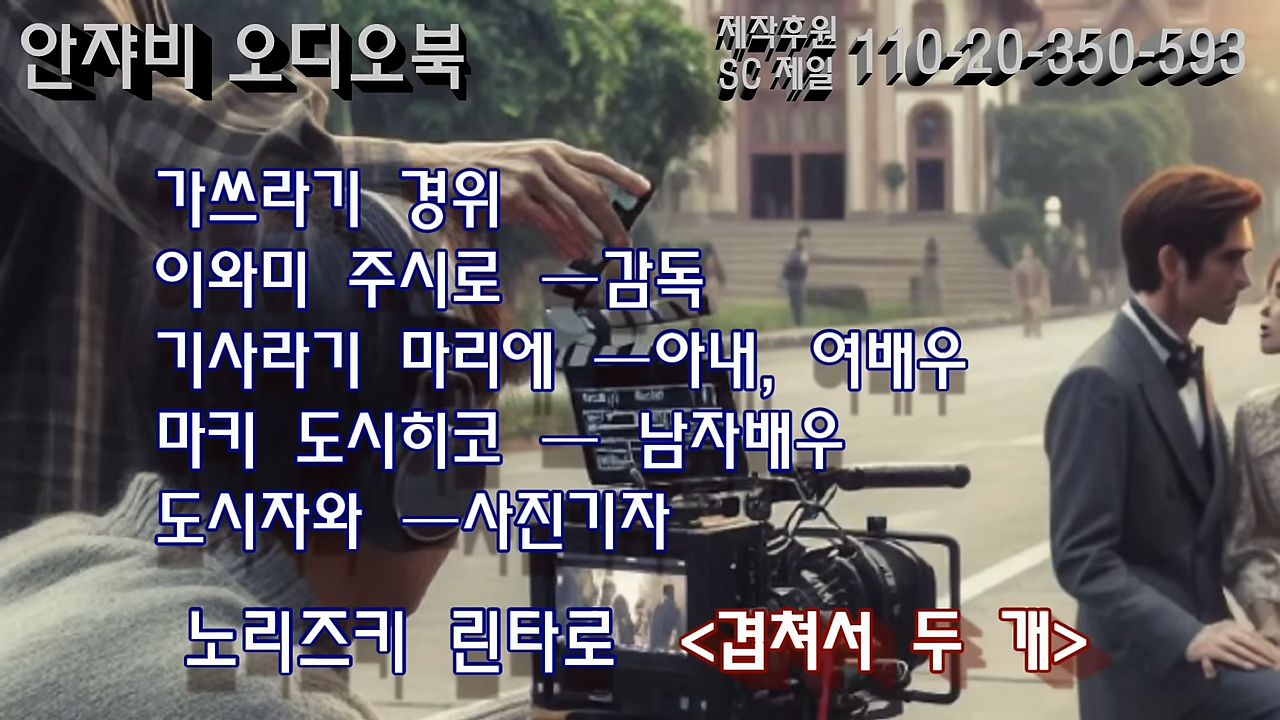 안쟈비 오디오북
제작후원
SC 제일
110-20-350-593
가쓰라기 경위
이와미 주시로 —감독
기사라기 마리에 —아내, 여배우
마키 도시히코 — 남자배우
도시자와 —사진기자
노리즈키 린타로 <겹쳐서 두 개>